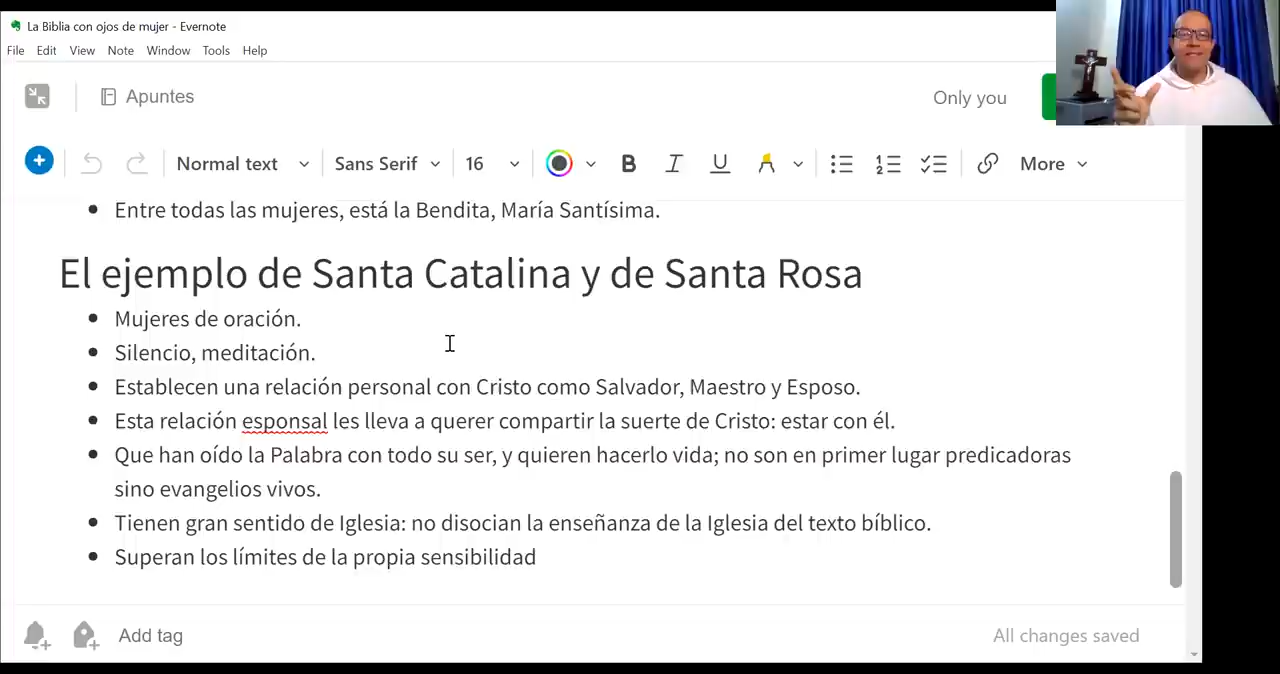 La Biblia con ojos de mujer - Evernote
File Edit View Note Window Tools Help
Apuntes
Only you
Normal text Sans Serif 16 B I U A More
Entre todas las mujeres, está la Bendita, María Santísima.
El ejemplo de Santa Catalina y de Santa Rosa
Mujeres de oración.
Silencio, meditación.
Establecen una relación personal con Cristo como Salvador, Maestro y Esposo.
Esta relación esponsal les lleva a querer compartir la suerte de Cristo: estar con él.
Que han oído la Palabra con todo su ser, y quieren hacerlo vida; no son en primer lugar predicadoras
sino evangelios vivos.
Tienen gran sentido de Iglesia: no disocian la enseñanza de la Iglesia del texto bíblico.
Superan los límites de la propia sensibilidad
Add tag
All changes saved